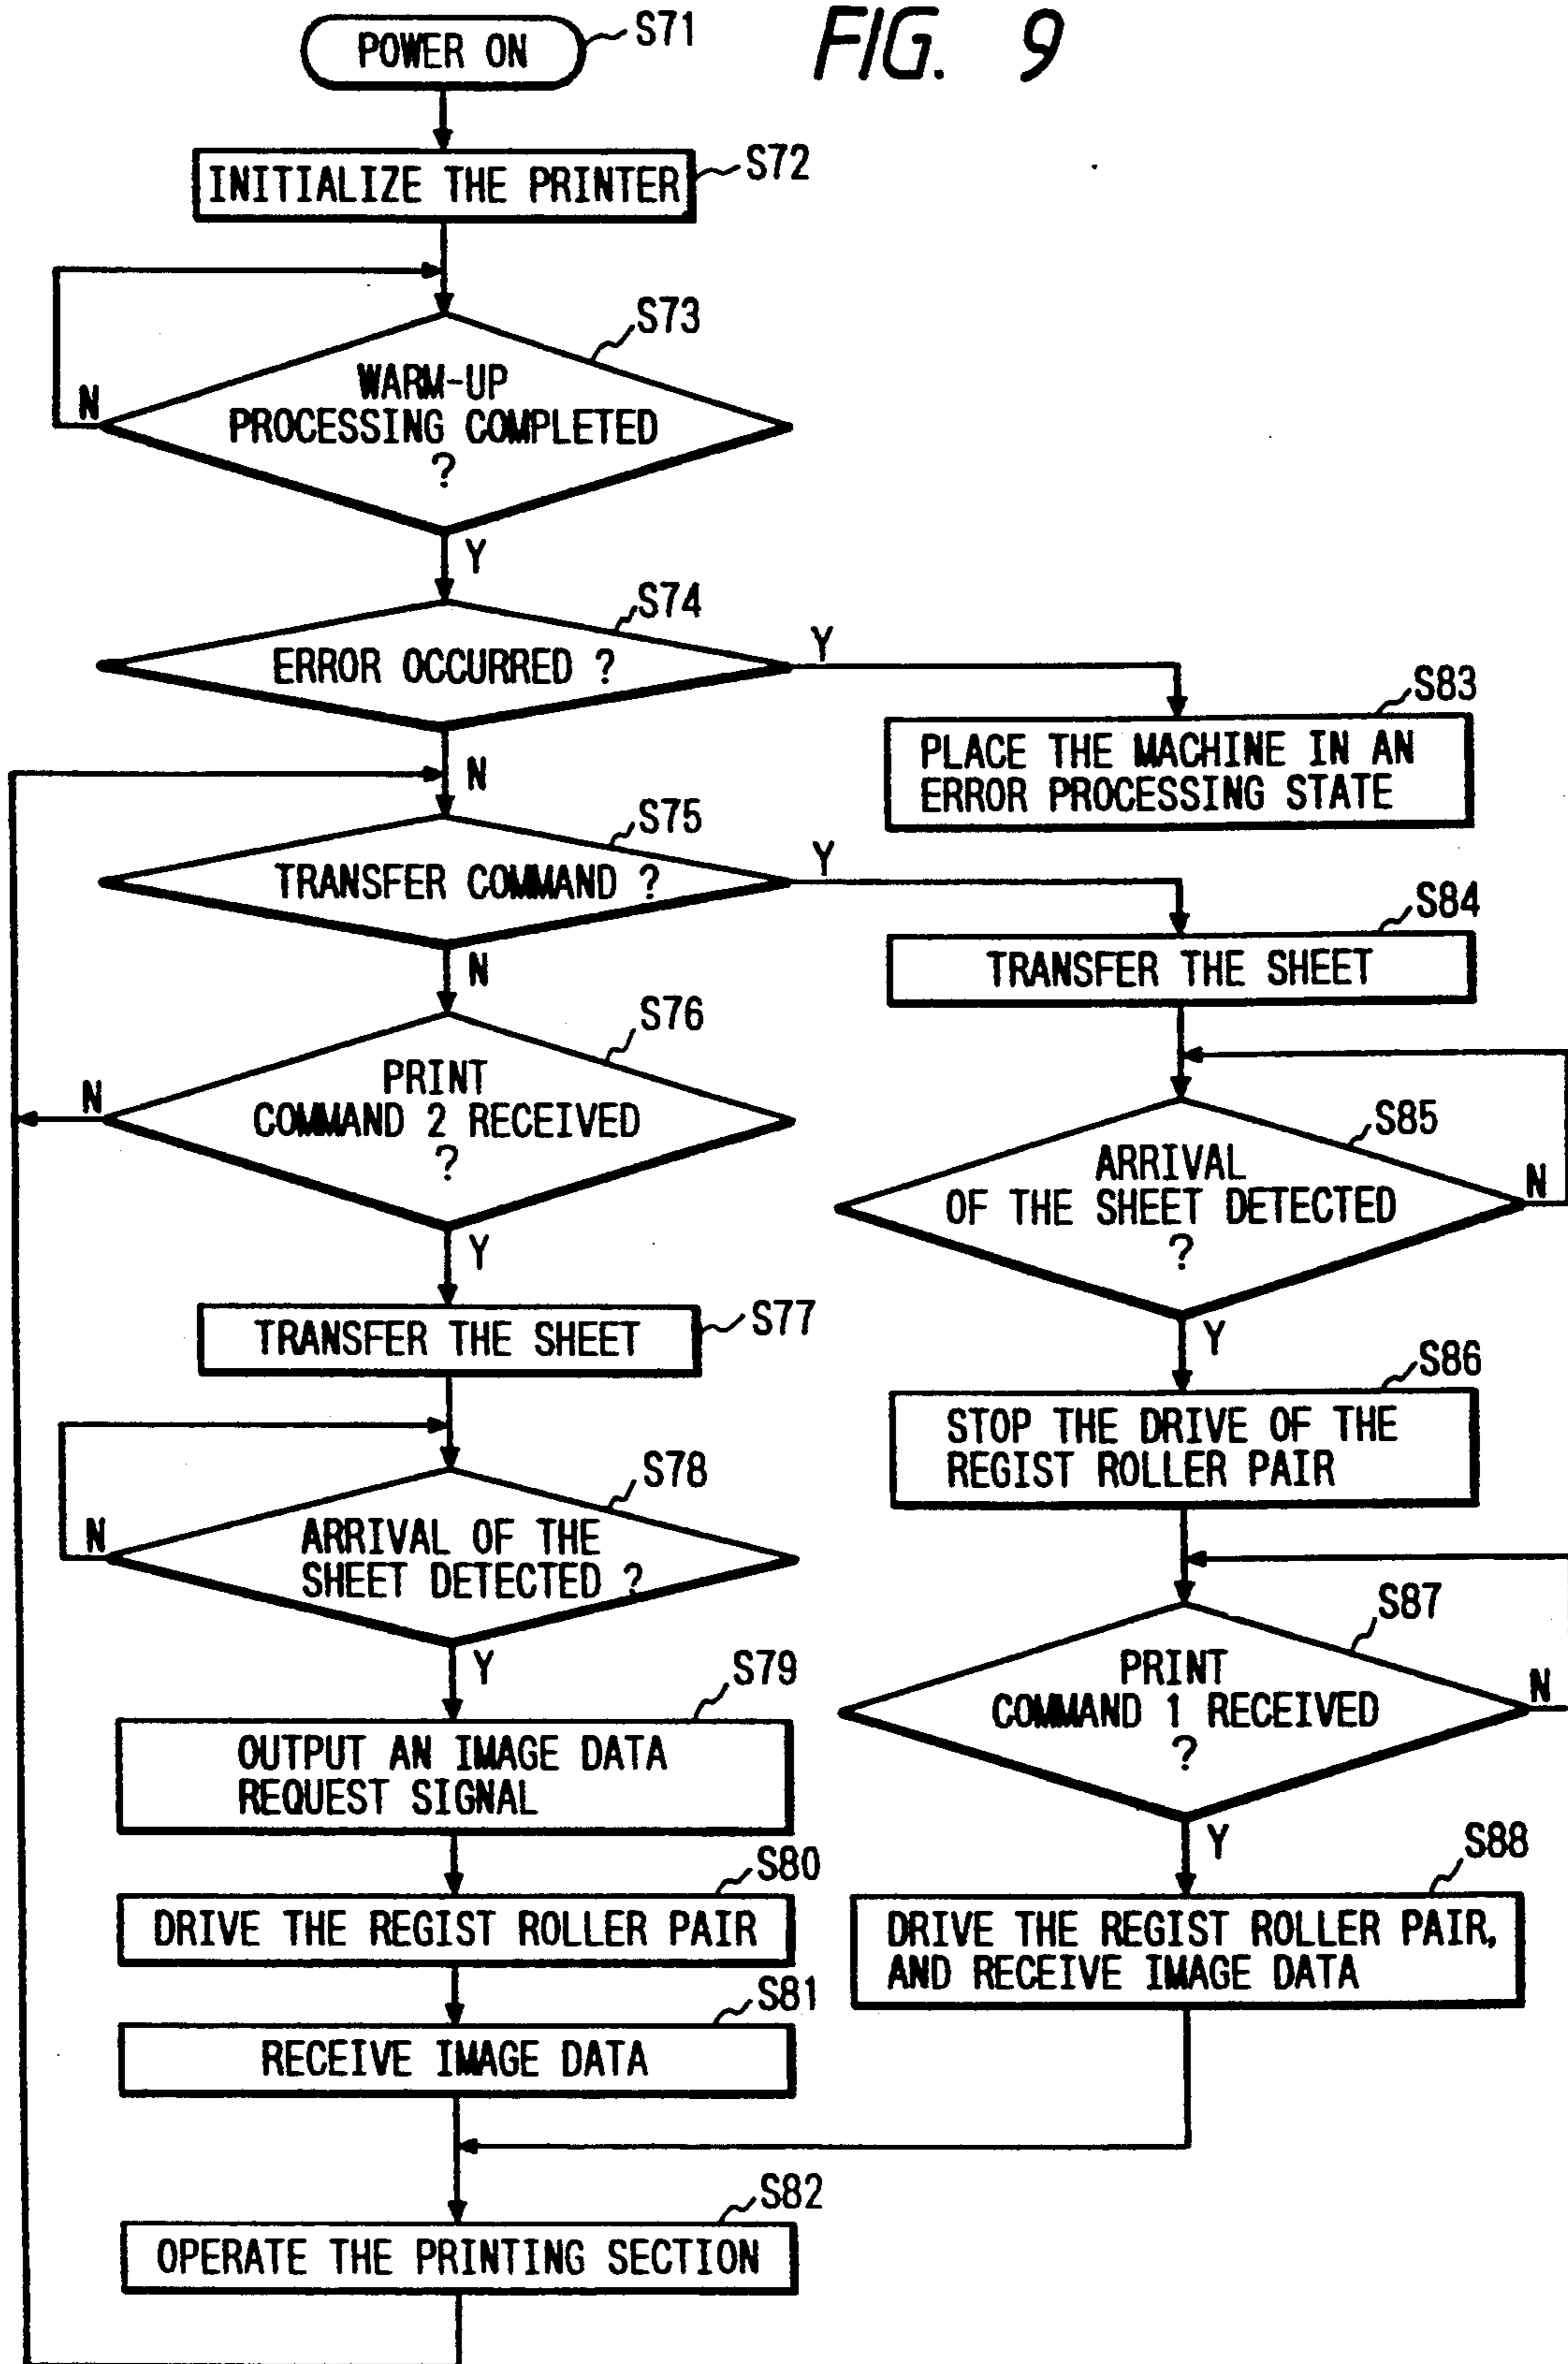 FIG. 9
POWER ON
S71
INITIALIZE THE PRINTER
S72
S73
WARM-UP
PROCESSING COMPLETED
?
N
Y
S74
ERROR OCCURRED ?
Y
N
S83
PLACE THE MACHINE IN AN
ERROR PROCESSING STATE
S75
TRANSFER COMMAND ?
Y
N
S84
TRANSFER THE SHEET
S76
PRINT
COMMAND 2 RECEIVED
?
N
Y
S85
ARRIVAL
OF THE SHEET DETECTED
?
N
Y
S77
TRANSFER THE SHEET
S86
STOP THE DRIVE OF THE
REGIST ROLLER PAIR
S78
ARRIVAL OF THE
SHEET DETECTED ?
N
Y
S87
PRINT
COMMAND 1 RECEIVED
?
N
Y
S79
OUTPUT AN IMAGE DATA
REQUEST SIGNAL
S80
DRIVE THE REGIST ROLLER PAIR
S88
DRIVE THE REGIST ROLLER PAIR,
AND RECEIVE IMAGE DATA
S81
RECEIVE IMAGE DATA
S82
OPERATE THE PRINTING SECTION